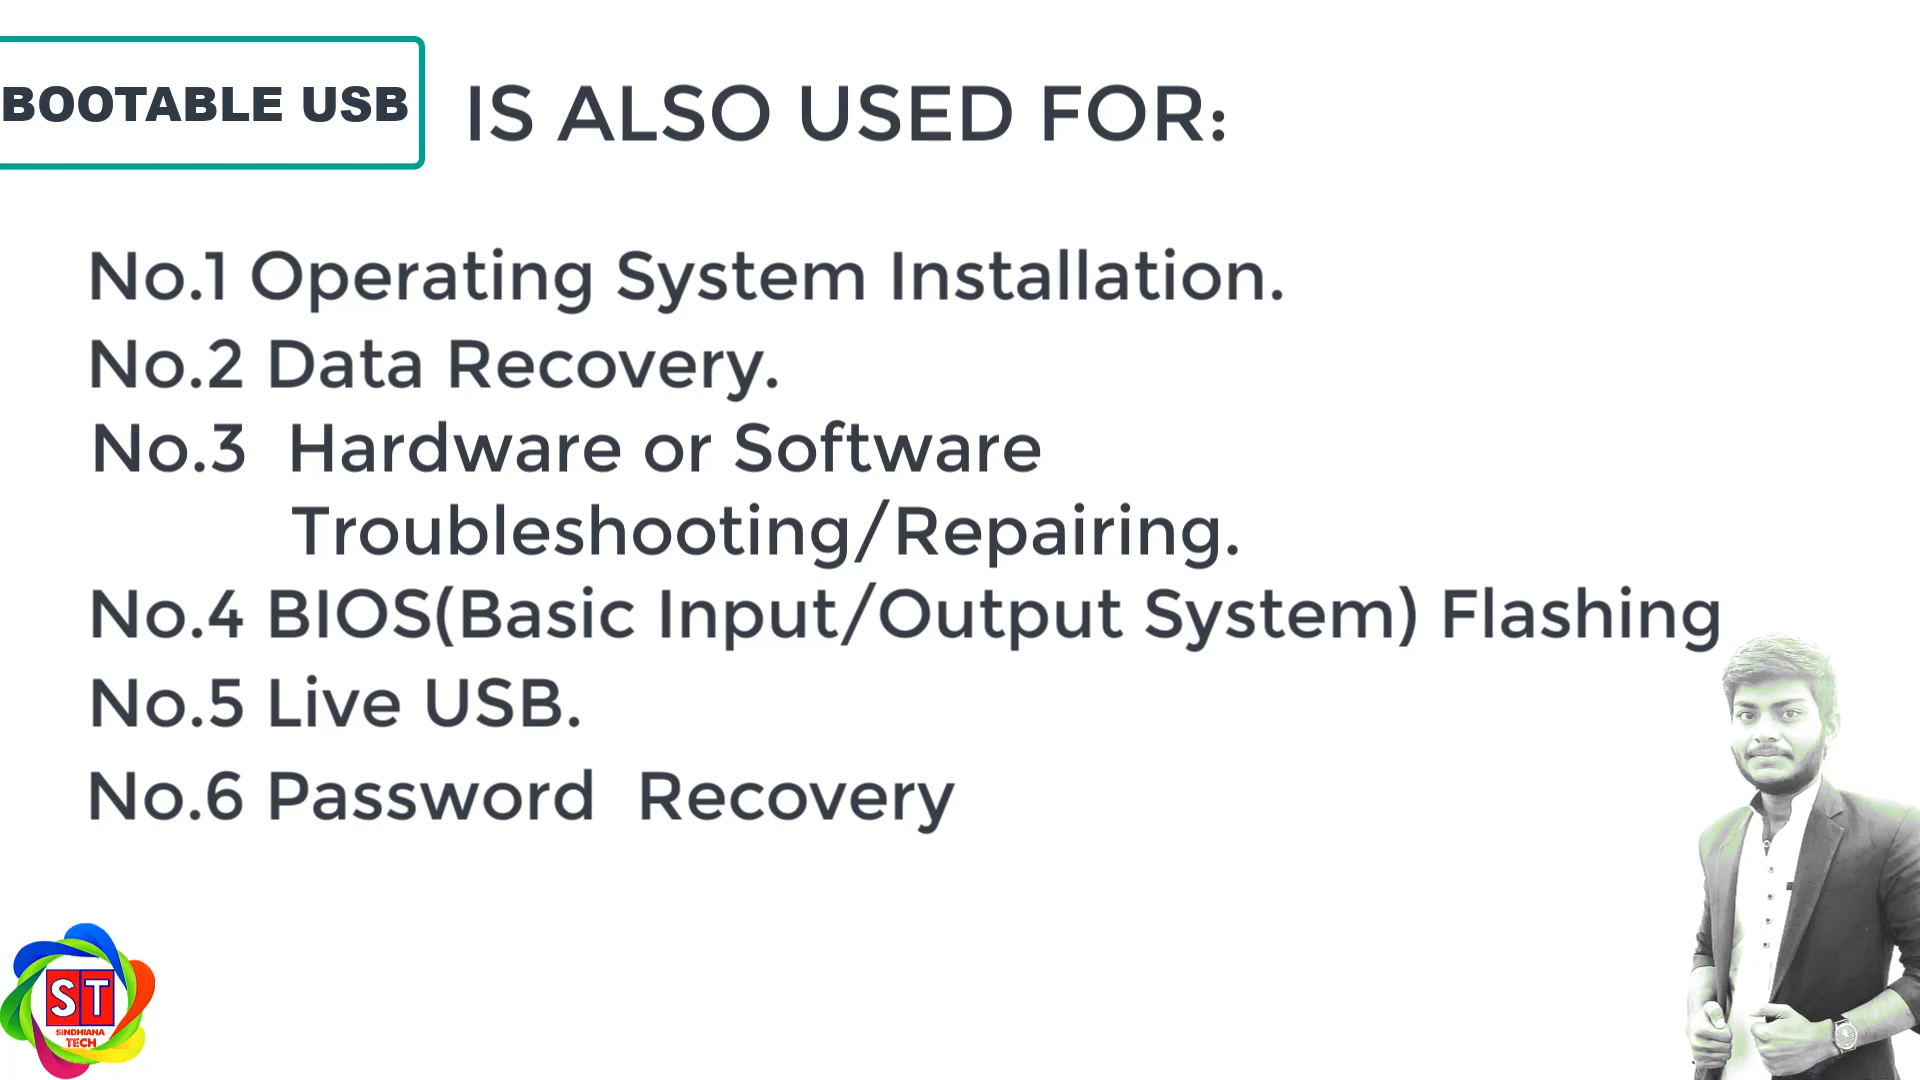 BOOTABLE USB IS ALSO USED FOR:
No.1 Operating System Installation.
No.2 Data Recovery.
No.3 Hardware or Software
Troubleshooting/Repairing.
No.4 BIOS(Basic Input/Output System) Flashing
No.5 Live USB.
No.6 Password Recovery
ST
SINDHIANA
TECH